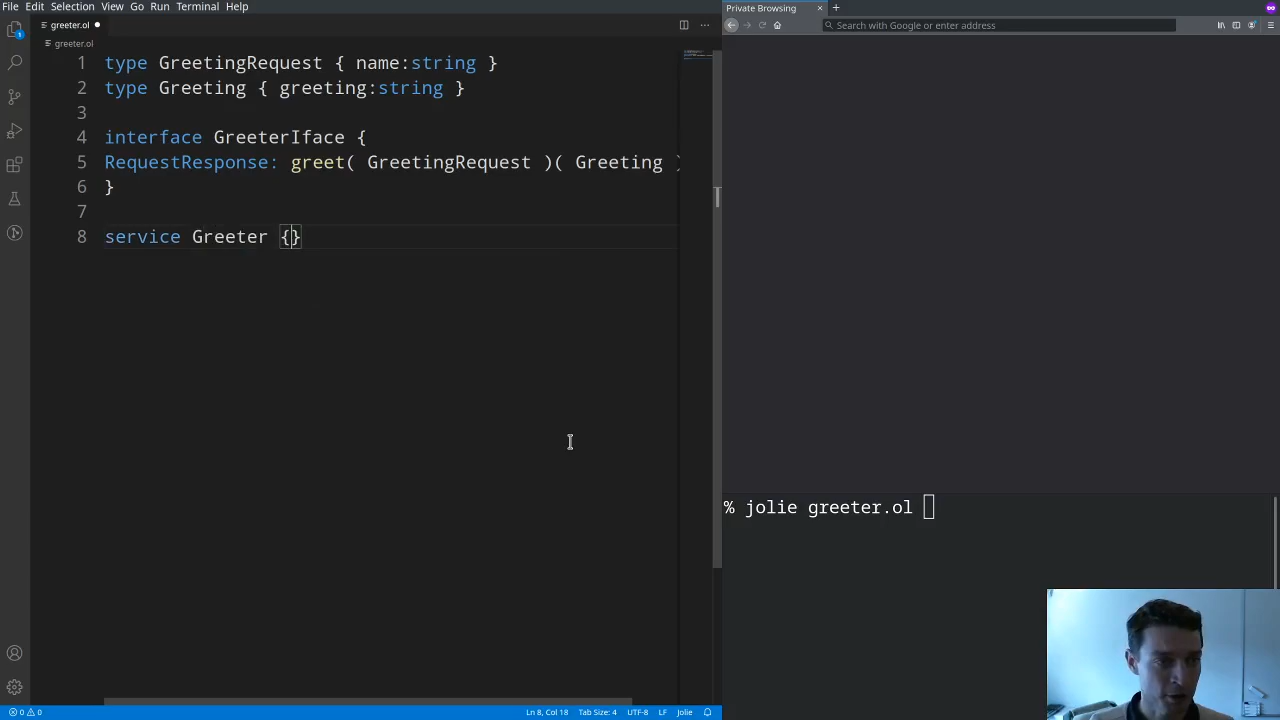 File Edit Selection View Go Run Terminal Help
greeter.ol
greeter.ol
1 type GreetingRequest { name:string }
2 type Greeting { greeting:string }
3
4 interface GreeterIface {
5 RequestResponse: greet( GreetingRequest )( Greeting )
6 }
7
8 service Greeter {}
0 0
Ln 8, Col 18 Tab Size: 4 UTF-8 LF Jolie
Private Browsing
Search with Google or enter address
% jolie greeter.ol